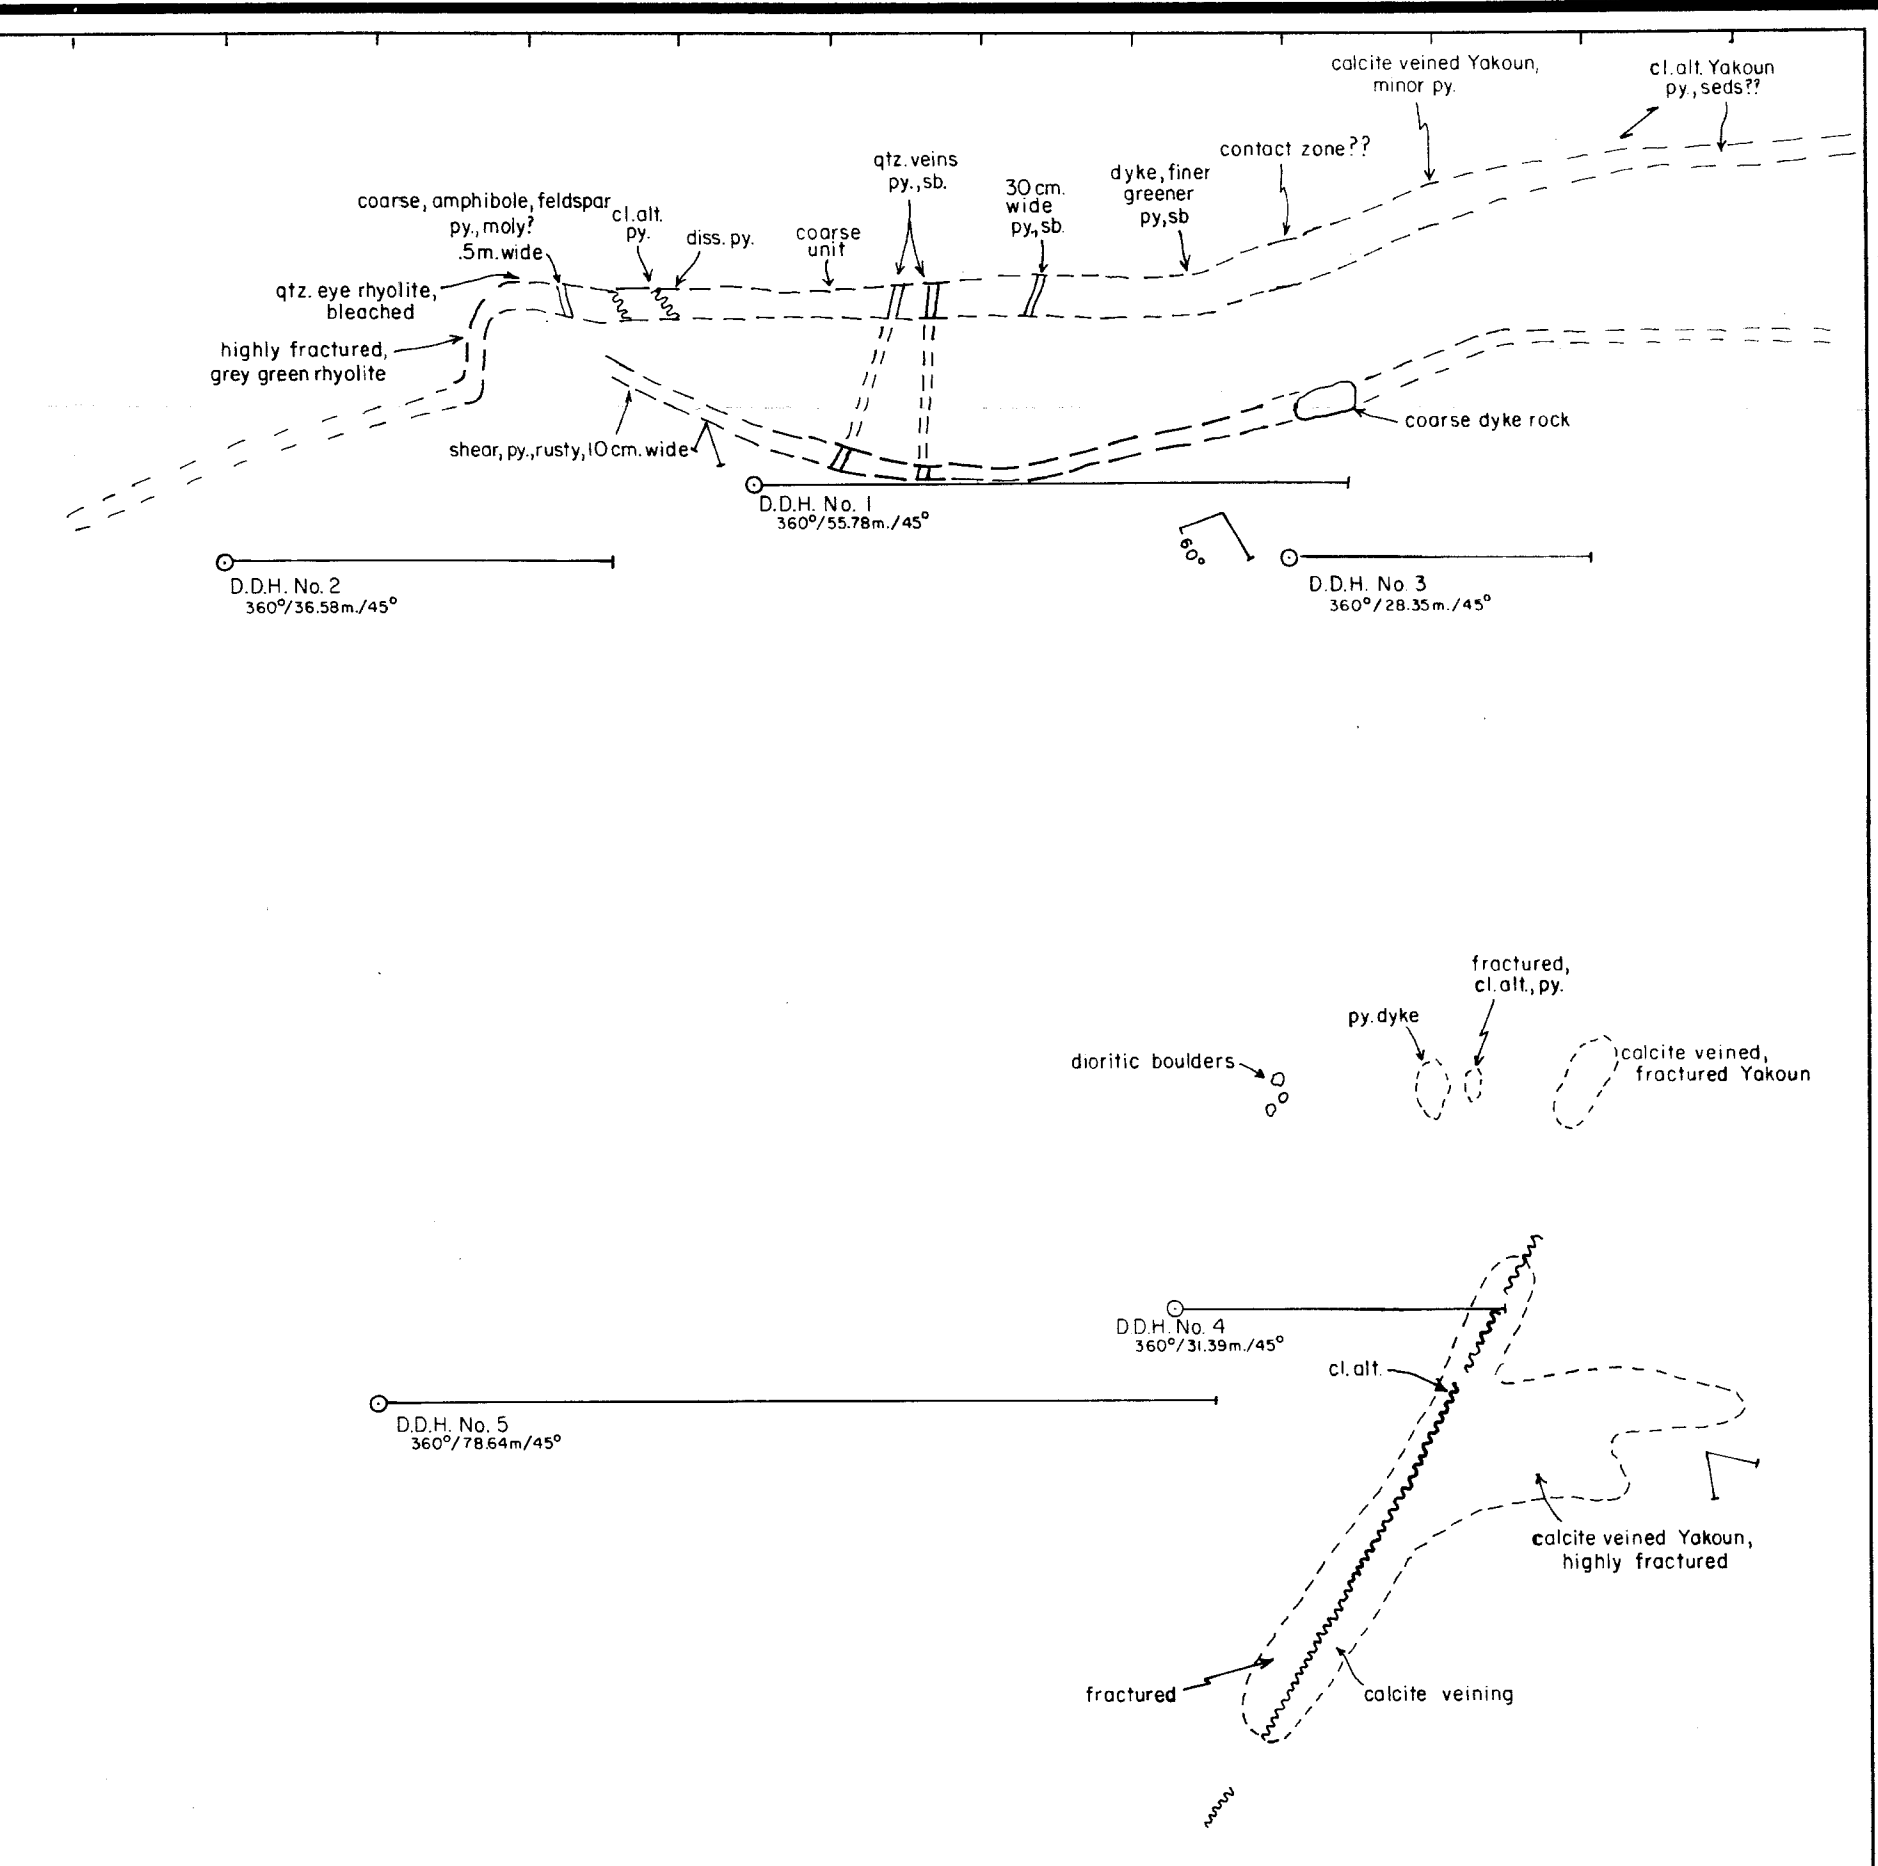 calcite veined Yakoun,
minor py.
cl.alt. Yakoun
py., seds??
contact zone??
qtz. veins
py., sb.
dyke, finer
greener
py, sb
30 cm.
wide
py., sb.
coarse, amphibole, feldspar
py., moly?
.5m. wide
cl.alt.
py.
diss. py.
coarse
unit
qtz. eye rhyolite,
bleached
highly fractured,
grey green rhyolite
shear, py., rusty, 10 cm. wide
coarse dyke rock
D.D.H. No. 1
360°/55.78m./45°
60°
D.D.H. No. 2
360°/36.58m./45°
D.D.H. No. 3
360°/28.35m./45°
fractured,
cl.alt., py.
py. dyke
dioritic boulders
calcite veined,
fractured Yakoun
D.D.H. No. 4
360°/31.39m./45°
cl.alt.
D.D.H. No. 5
360°/78.64m/45°
calcite veined Yakoun,
highly fractured
fractured
calcite veining